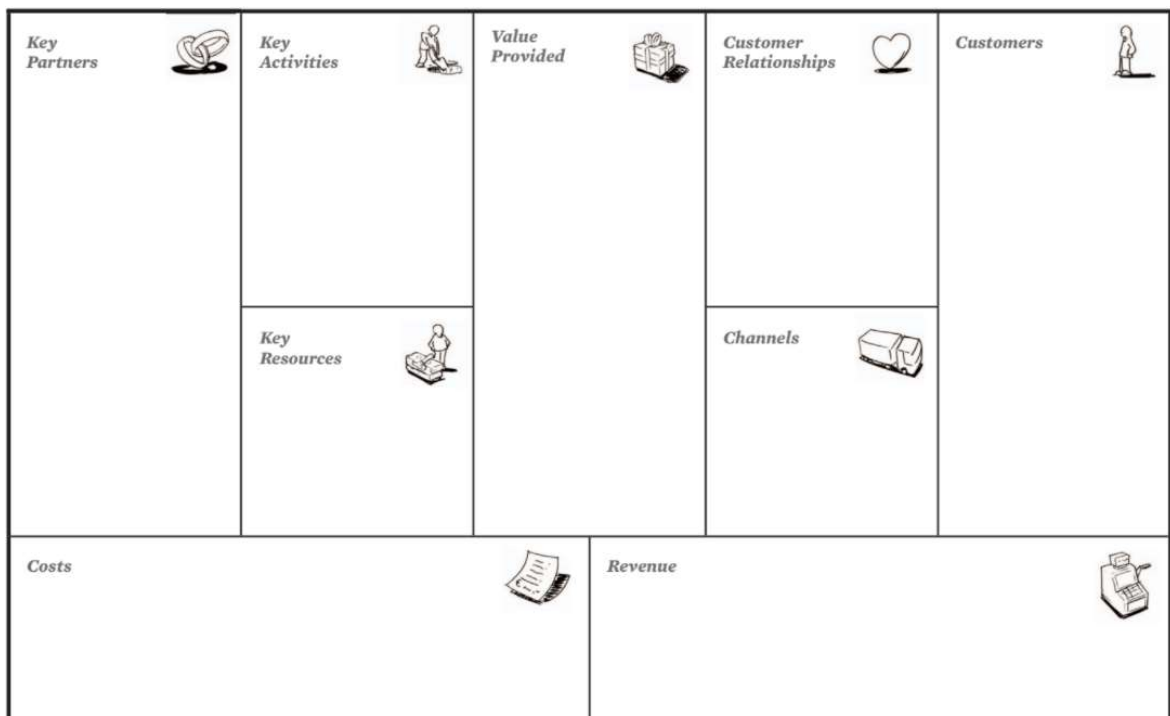 Key
Partners
Key
Activities
Value
Provided
Customer
Relationships
Customers
Key
Resources
Channels
Costs
Revenue